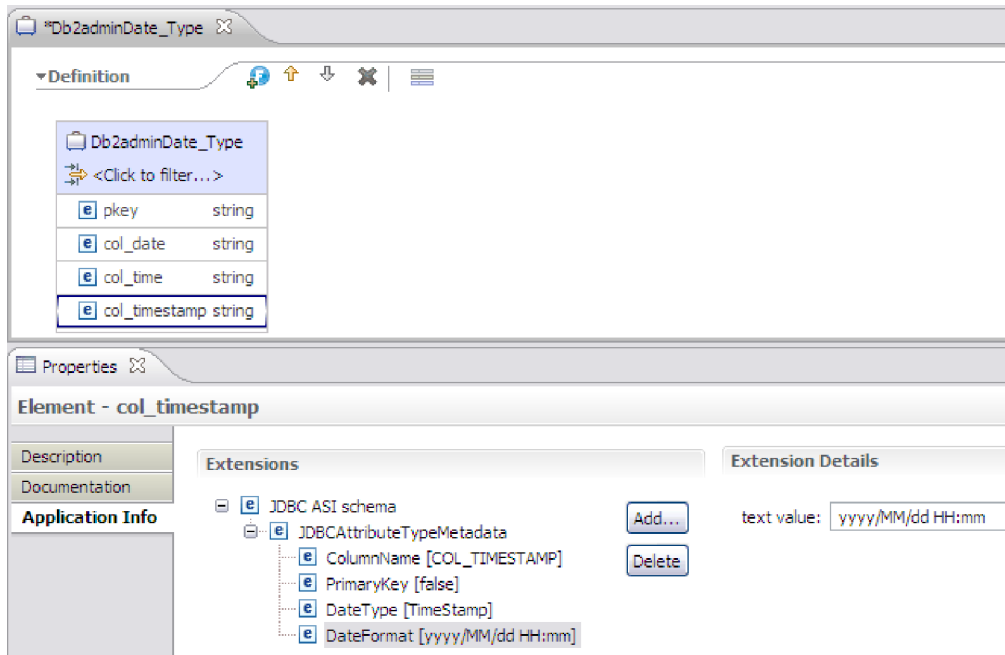 *Db2adminDate_Type
Definition
Db2adminDate_Type
<Click to filter...>
e pkey string
e col_date string
e col_time string
e col_timestamp string
Properties
Element - col_timestamp
Description
Documentation
Application Info
Extensions
e JDBC ASI schema
e JDBCAttributeTypeMetadata
e ColumnName [COL_TIMESTAMP]
e PrimaryKey [false]
e DateType [TimeStamp]
e DateFormat [yyyy/MM/dd HH:mm]
Add...
Delete
Extension Details
text value: yyyy/MM/dd HH:mm